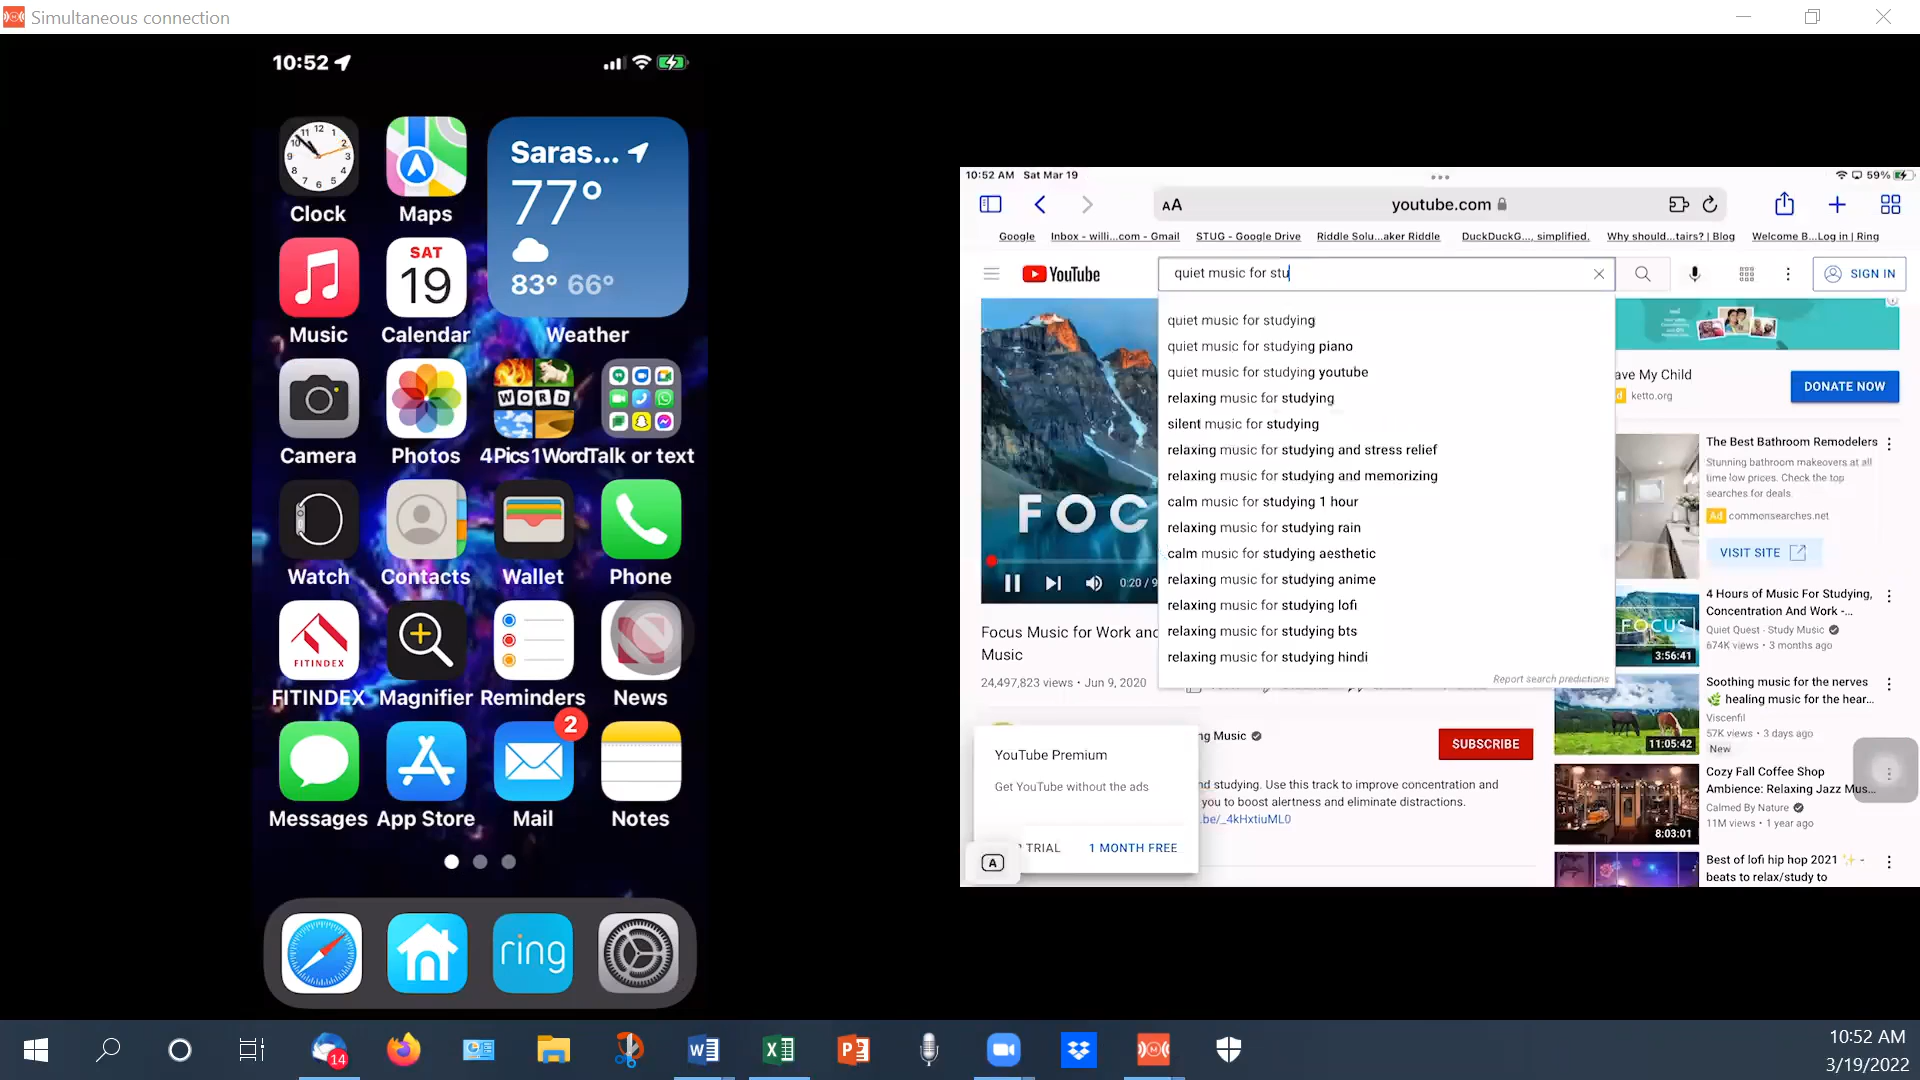 Simultaneous connection
10:52
Clock
Maps
Saras...
77°
83° 66°
Weather
Music
SAT
19
Calendar
Camera
Photos
WORD
4Pics1Word
Talk or text
Watch
Contacts
Wallet
Phone
FITINDEX
FITINDEX
Magnifier
Reminders
News
2
Messages
App Store
Mail
Notes
ring
10:52 AM Sat Mar 19
59%
AA
youtube.com
Google
Inbox - willi...com - Gmail
STUG - Google Drive
Riddle Solu...aker Riddle
DuckDuckG..., simplified.
Why should...tairs? | Blog
Welcome B...Log in | Ring
YouTube
quiet music for stu
SIGN IN
quiet music for studying
quiet music for studying piano
quiet music for studying youtube
relaxing music for studying
silent music for studying
relaxing music for studying and stress relief
relaxing music for studying and memorizing
calm music for studying 1 hour
relaxing music for studying rain
calm music for studying aesthetic
relaxing music for studying anime
relaxing music for studying lofi
relaxing music for studying bts
relaxing music for studying hindi
Report search predictions
FOC
0:20 / 9
Focus Music for Work and
Music
24,497,823 views • Jun 9, 2020
ng Music
SUBSCRIBE
nd studying. Use this track to improve concentration and
you to boost alertness and eliminate distractions.
.be/_4kHxtiuML0
YouTube Premium
Get YouTube without the ads
TRIAL
1 MONTH FREE
A
ave My Child
d ketto.org
DONATE NOW
The Best Bathroom Remodelers
Stunning bathroom makeovers at all
time low prices. Check the top
searches for deals.
Ad commonsearches.net
VISIT SITE
FOCUS
3:56:41
4 Hours of Music For Studying,
Concentration And Work -...
Quiet Quest - Study Music
674K views • 3 months ago
11:05:42
Soothing music for the nerves
🌿 healing music for the hear...
Viscenfil
57K views • 3 days ago
New
8:03:01
Cozy Fall Coffee Shop
Ambience: Relaxing Jazz Mus...
Calmed By Nature
11M views • 1 year ago
Best of lofi hip hop 2021 ✨ -
beats to relax/study to
14
10:52 AM
3/19/2022